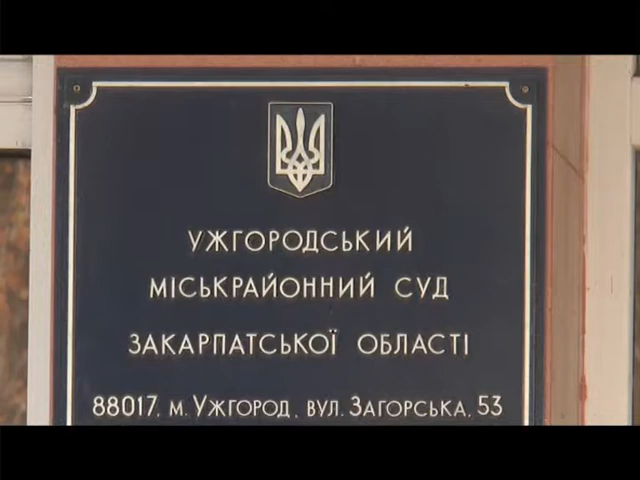 УЖГОРОДСЬКИЙ
МІСЬКРАЙОННИЙ СУД
ЗАКАРПАТСЬКОЇ ОБЛАСТІ
88017, м. УЖГОРОД, ВУЛ. ЗАГОРСЬКА, 53